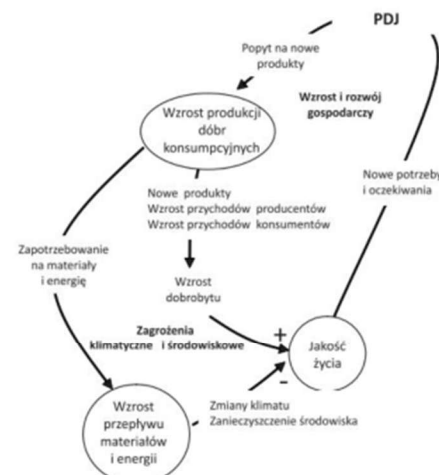 PDJ
Popyt na nowe
produkty
Wzrost i rozwój
gospodarczy
Wzrost produkcji
dóbr
konsumpcyjnych
Nowe potrzeby
i oczekiwania
Nowe produkty
Wzrost przychodów producentów
Wzrost przychodów konsumentów
Zapotrzebowanie
na materiały
i energię
Wzrost
dobrobytu
Zagrożenia
klimatyczne i środowiskowe
+
-
Jakość
życia
Wzrost
przepływu
materiałów
i energii
Zmiany klimatu
Zanieczyszczenie środowiska